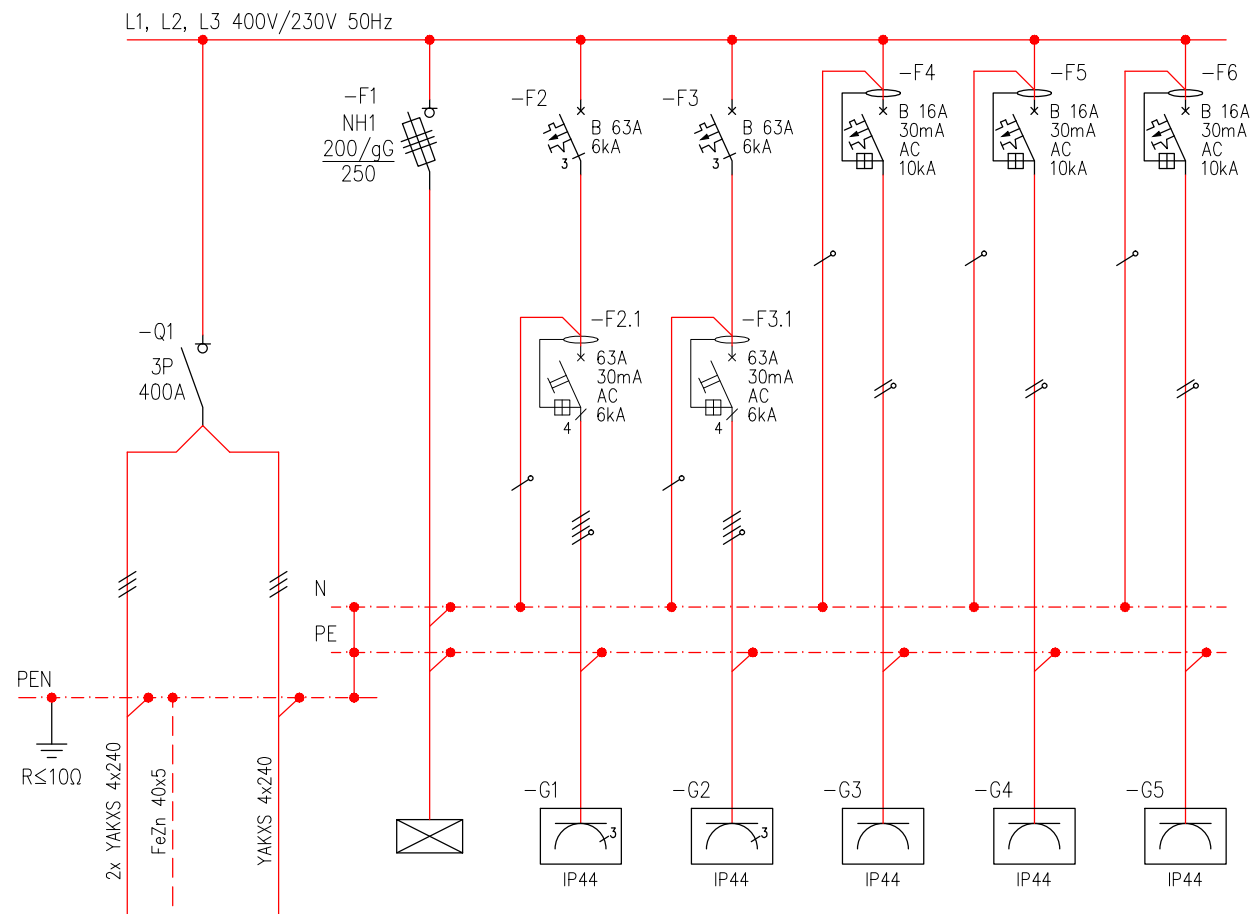 L1, L2, L3 400V/230V 50Hz
-F1
NH1
200/gG
250
-F2
B 63A
6kA
3
-F3
B 63A
6kA
3
-F4
B 16A
30mA
AC
10kA
-F5
B 16A
30mA
AC
10kA
-F6
B 16A
30mA
AC
10kA
-Q1
3P
400A
-F2.1
63A
30mA
AC
6kA
4
-F3.1
63A
30mA
AC
6kA
4
N
PE
PEN
R≤10Ω
2x YAKXS 4x240
FeZn 40x5
YAKXS 4x240
-G1
3
IP44
-G2
3
IP44
-G3
IP44
-G4
IP44
-G5
IP44